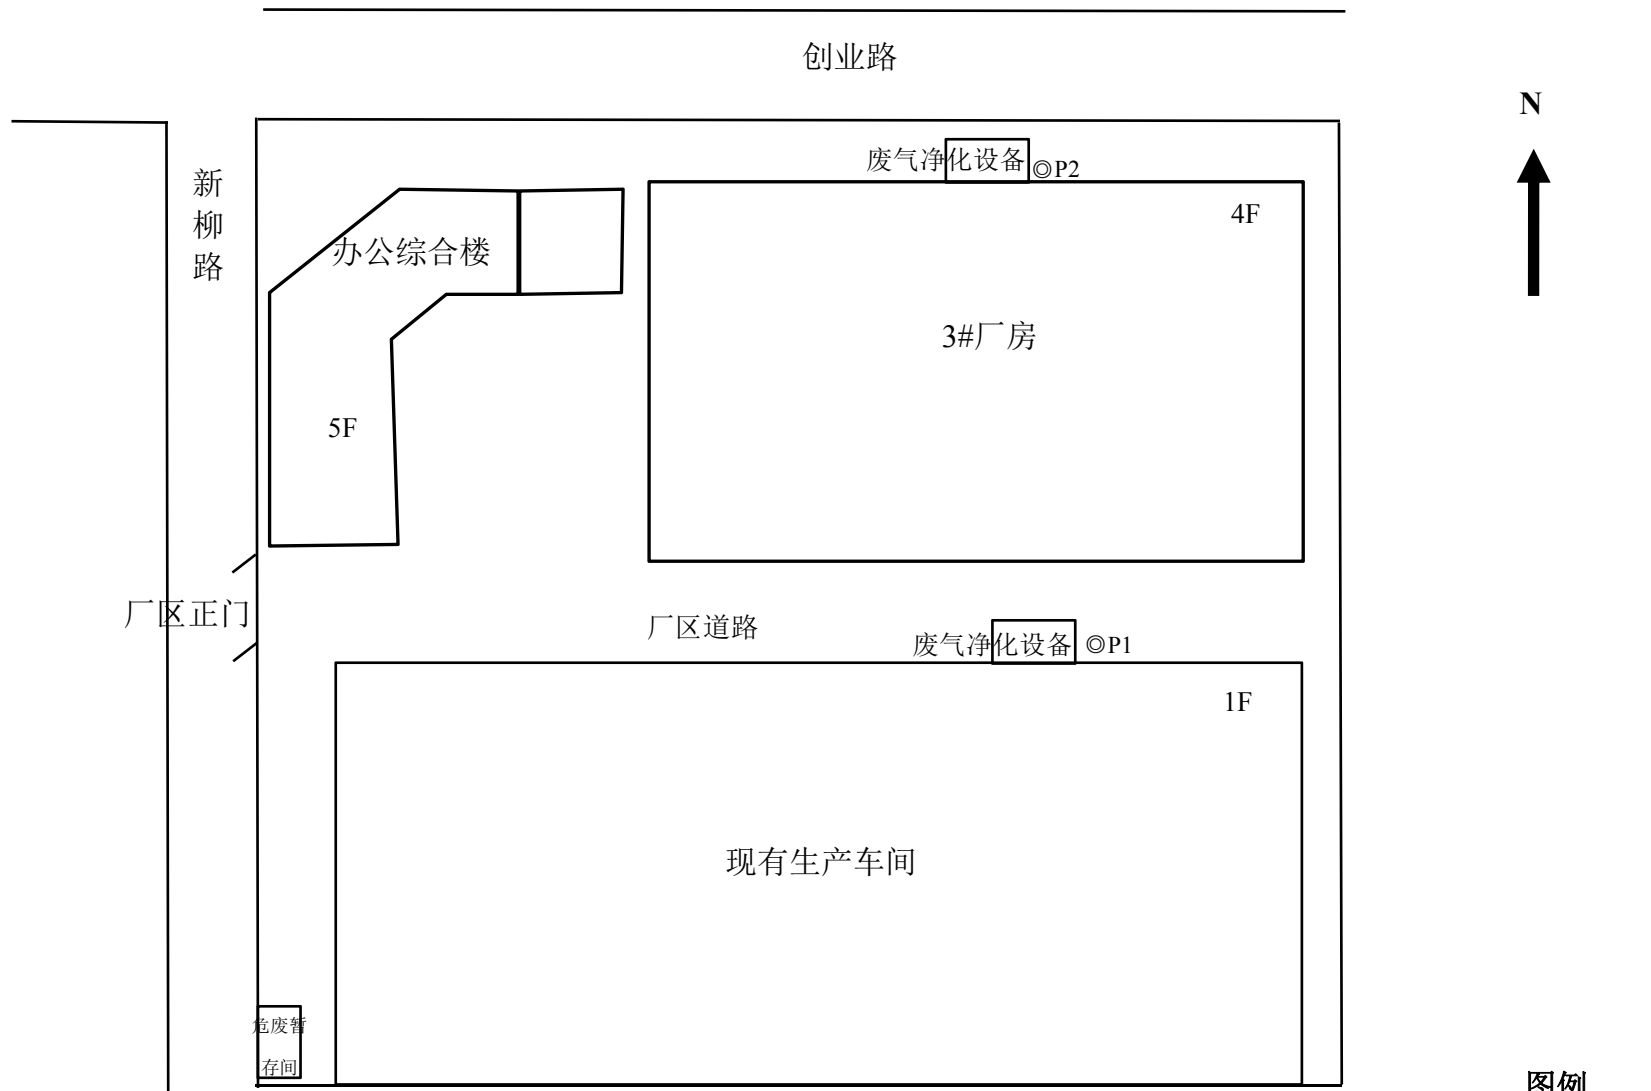 创业路
N
废气净化设备
◎P2
新
柳
路
4F
办公综合楼
3#厂房
5F
厂区正门
厂区道路
废气净化设备
◎P1
1F
现有生产车间
危废暂
存间
图例